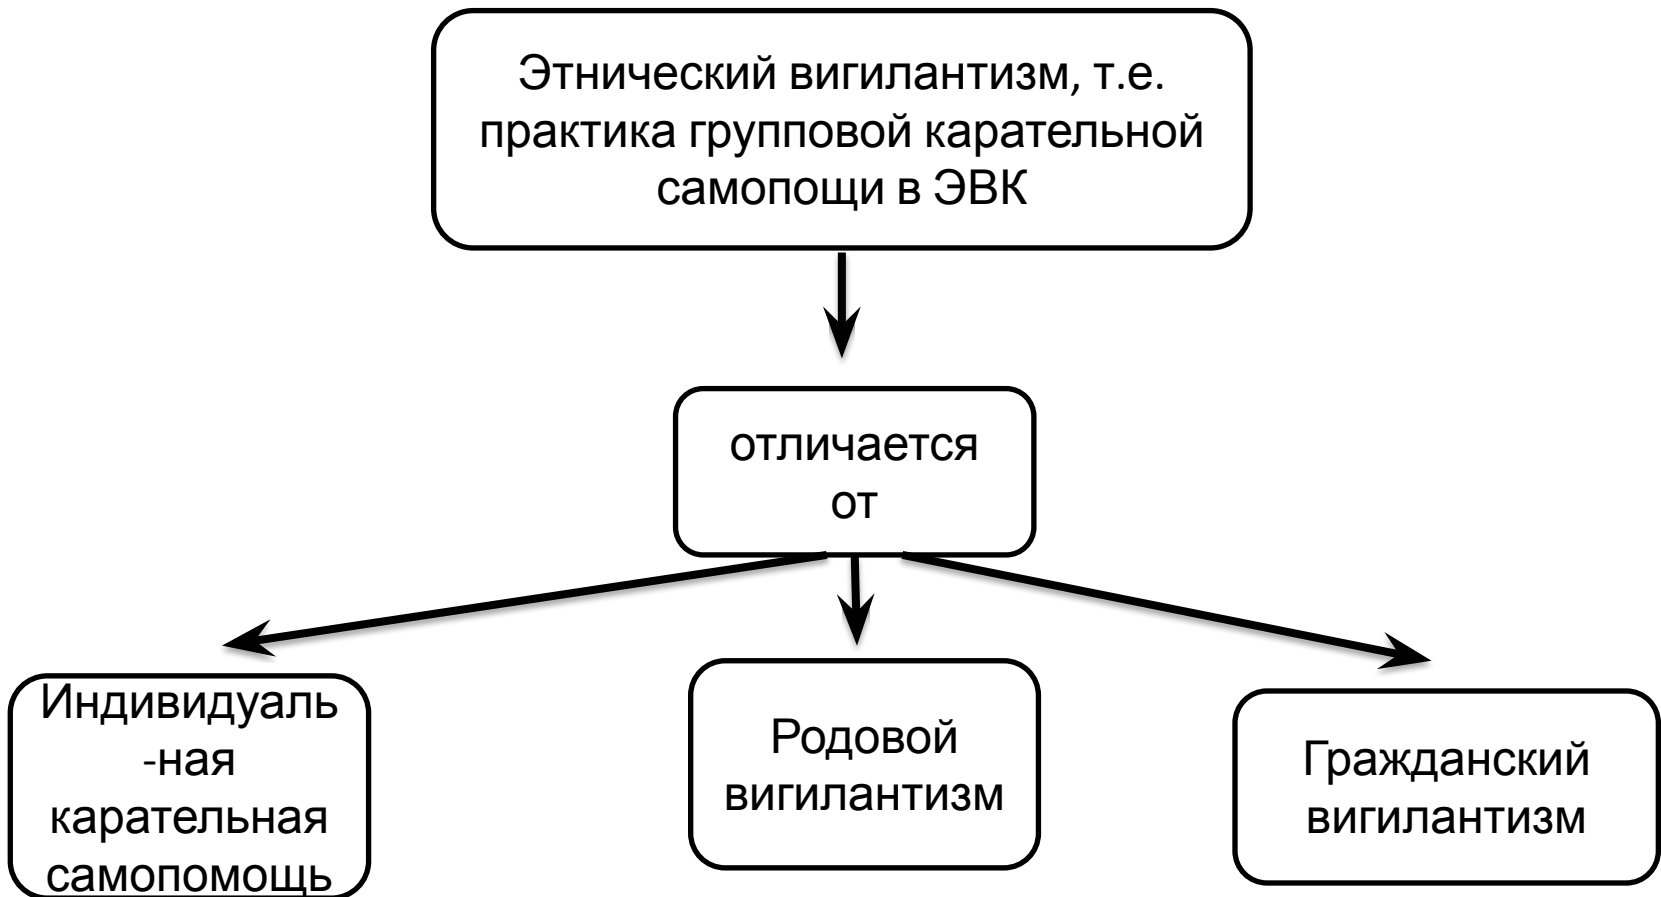 Этнический вигилантизм, т.е.
практика групповой карательной
самопощи в ЭВК
отличается
от
Индивидуаль
-ная
карательная
самопомощь
Родовой
вигилантизм
Гражданский
вигилантизм